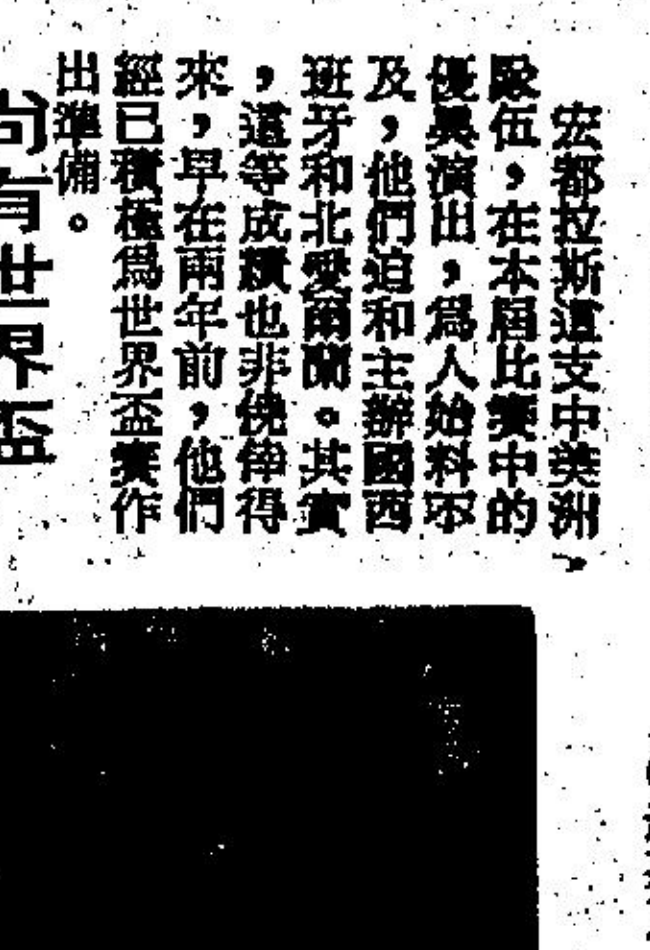 宏都拉斯這支中美洲
隊伍，在本屆比賽中的
優異演出，爲人始料不
及，他們迫和主辦國西
班牙和北愛爾蘭。其實
，這等成績也非僥倖得
來，早在兩年前，他們
經已積極爲世界盃賽作
出準備。
尚有世界盃